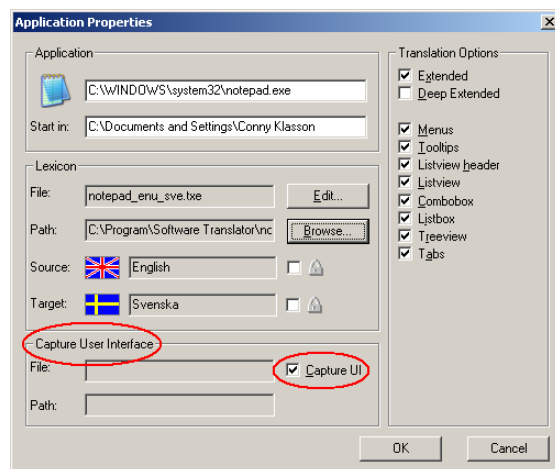 Application Properties
Application
C:\WINDOWS\system32\notepad.exe
Start in: C:\Documents and Settings\Conny Klasson
Lexicon
File: notepad_enu_sve.txe Edit...
Path: C:\Program\Software Translator\nc Browse...
Source: English
Target: Svenska
Capture User Interface
File: Capture UI
Path:
Translation Options
Extended
Deep Extended
Menus
Tooltips
Listview header
Listview
Combobox
Listbox
Treeview
Tabs
OK Cancel